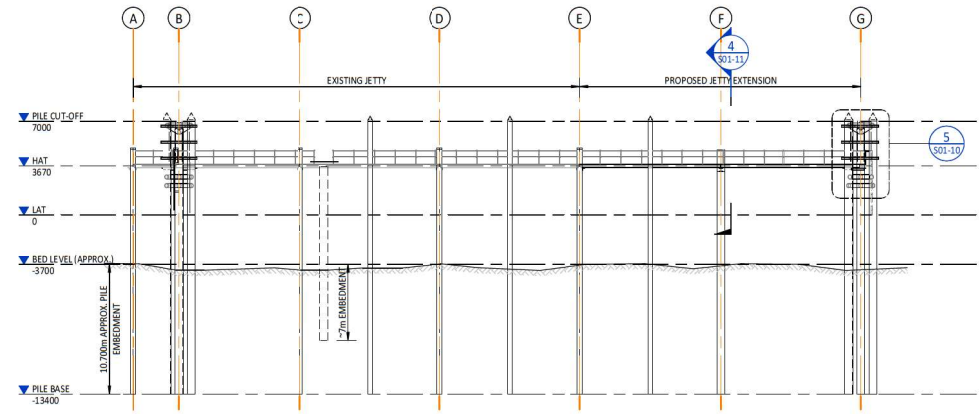 A B C D E F G
4
S01-11
EXISTING JETTY
PROPOSED JETTY EXTENSION
PILE CUT-OFF
7000
HAT
3670
5
S01-10
LAT
0
BED LEVEL (APPROX.)
-3700
10.700m APPROX. PILE
EMBEDMENT
~7m EMBEDMENT
PILE BASE
-13400